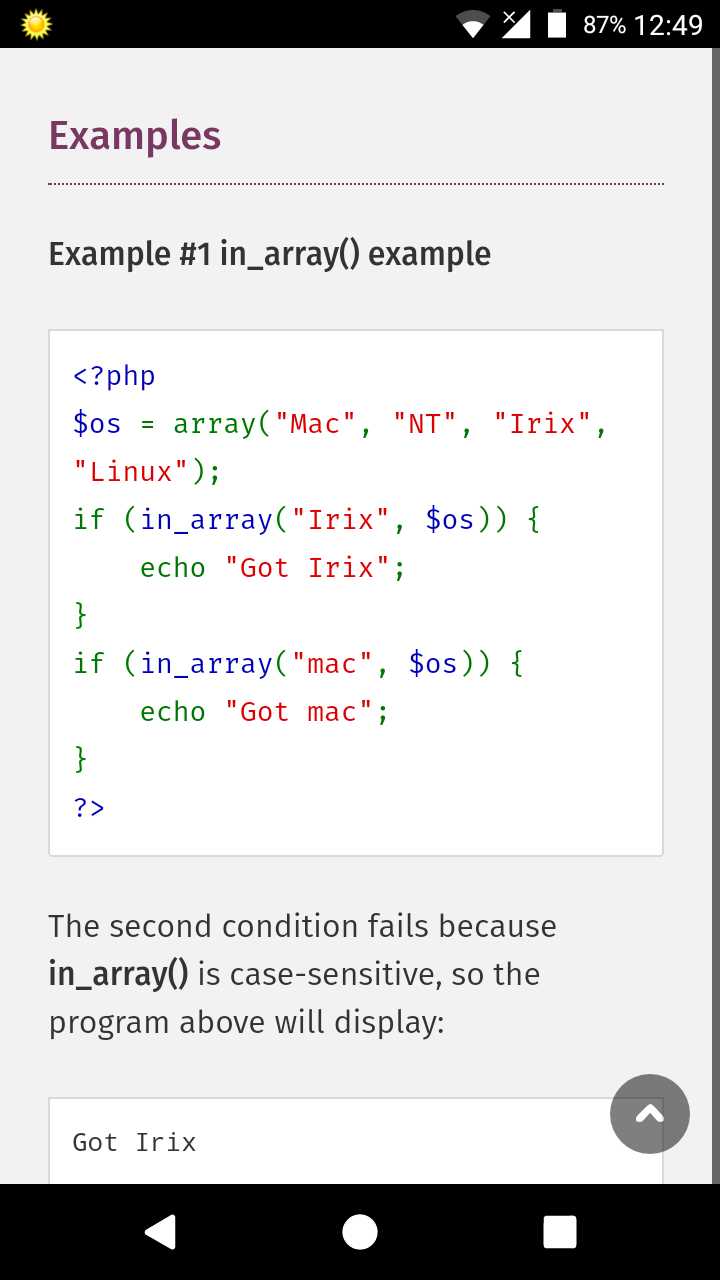 87% 12:49
Examples
Example #1 in_array() example
<?php
$os = array("Mac", "NT", "Irix",
"Linux");
if (in_array("Irix", $os)) {
    echo "Got Irix";
}
if (in_array("mac", $os)) {
    echo "Got mac";
}
?>
The second condition fails because
in_array() is case-sensitive, so the
program above will display:
Got Irix